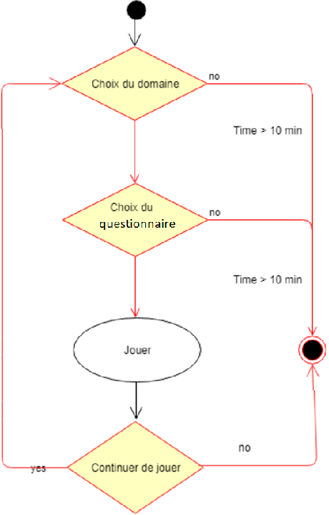 no
Choix du domaine
Time > 10 min
Choix du
no
questionnaire
Time > 10 min
Jouer
no
yes
Continuer de jouer